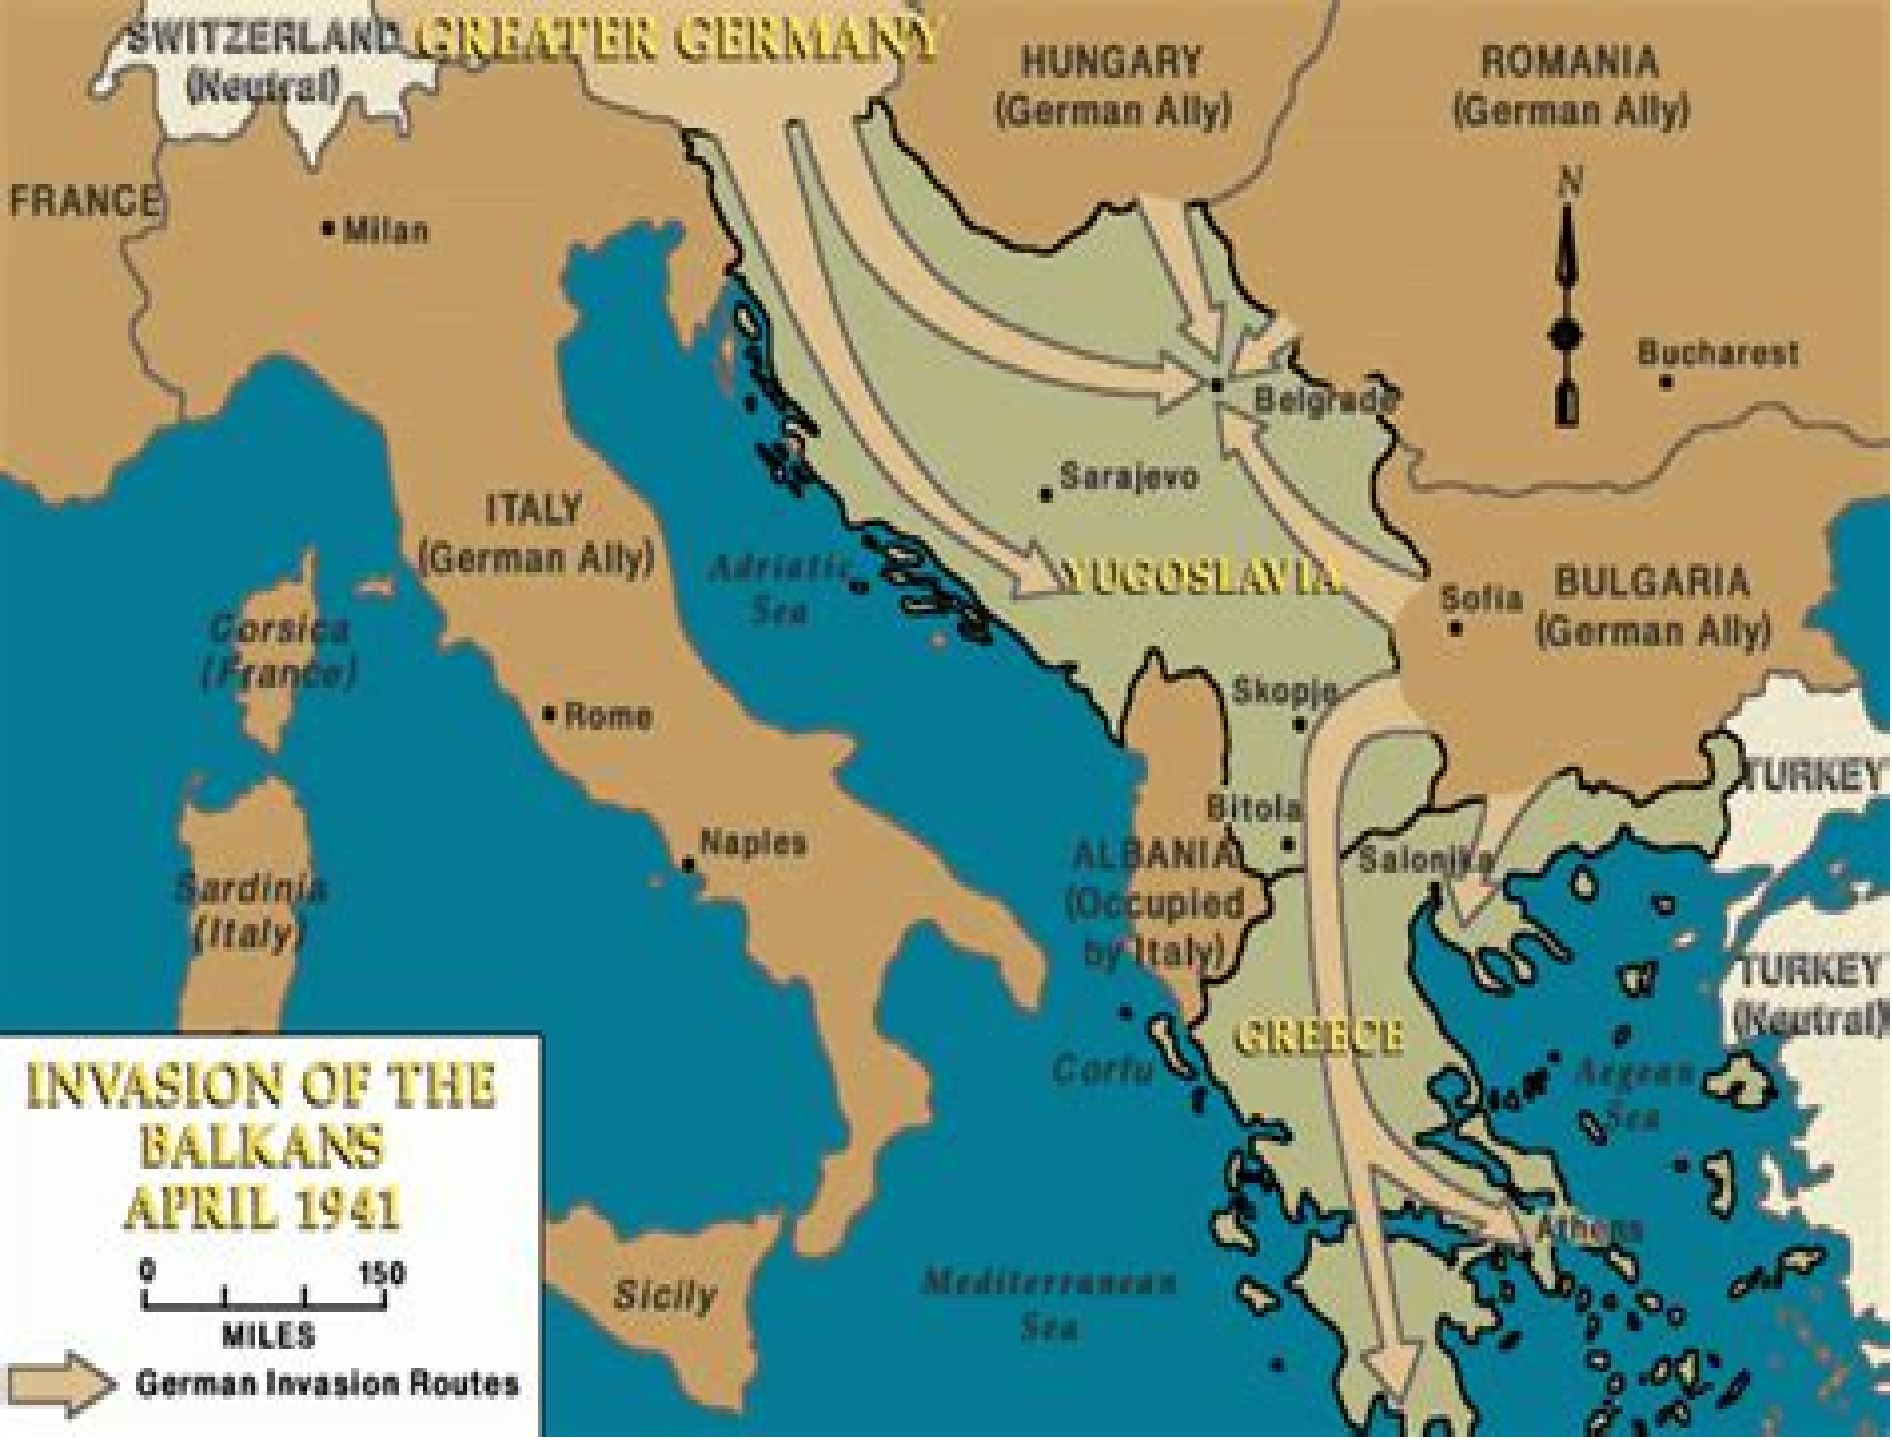 SWITZERLAND
(Neutral)
GREATER GERMANY
HUNGARY
(German Ally)
ROMANIA
(German Ally)
N
FRANCE
Milan
Bucharest
Belgrade
Sarajevo
ITALY
(German Ally)
Adriatic
Sea
YUGOSLAVIA
Sofia
BULGARIA
(German Ally)
Corsica
(France)
Rome
Skopje
TURKEY
Bitola
Naples
ALBANIA
(Occupied
by Italy)
Salonika
Sardinia
(Italy)
TURKEY
(Neutral)
GREECE
Corfu
Aegean
Sea
Athens
Mediterranean
Sea
Sicily
INVASION OF THE
BALKANS
APRIL 1941
0 150
MILES
German Invasion Routes